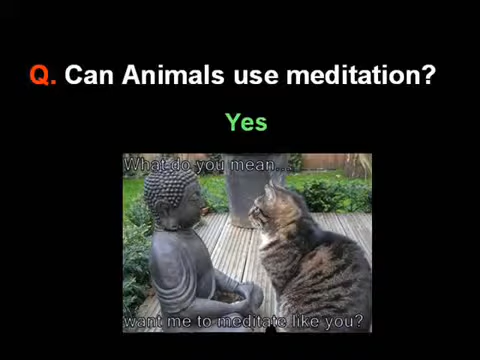 Q. Can Animals use meditation?
Yes
What do you mean...
want me to meditate like you?